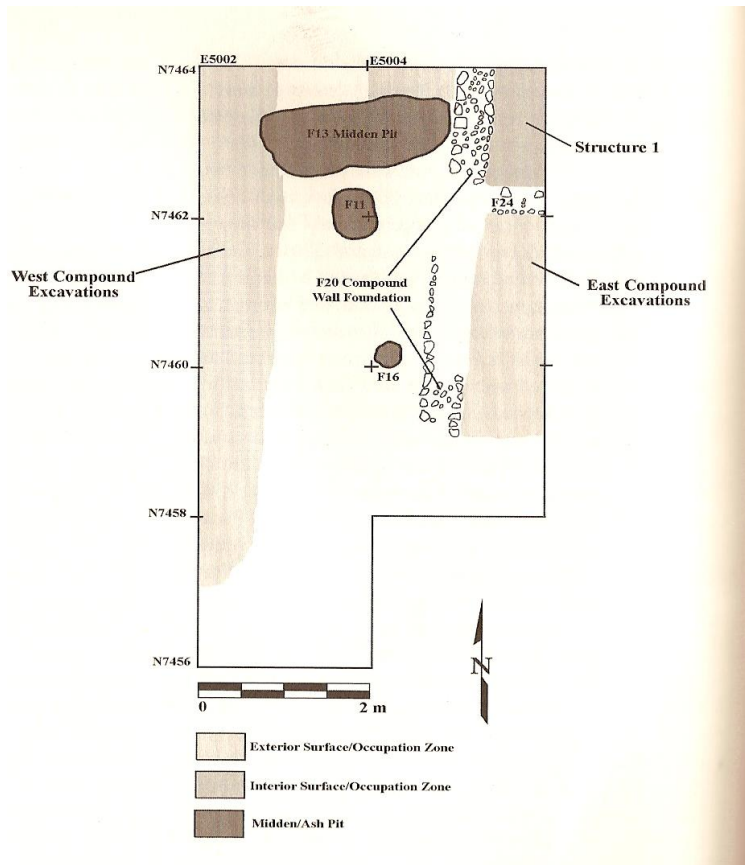 E5002
E5004
N7464
F13 Midden Pit
Structure 1
F11
F24
N7462
West Compound
Excavations
F20 Compound
Wall Foundation
East Compound
Excavations
N7460
F16
N7458
N7456
N
0
2 m
Exterior Surface/Occupation Zone
Interior Surface/Occupation Zone
Midden/Ash Pit